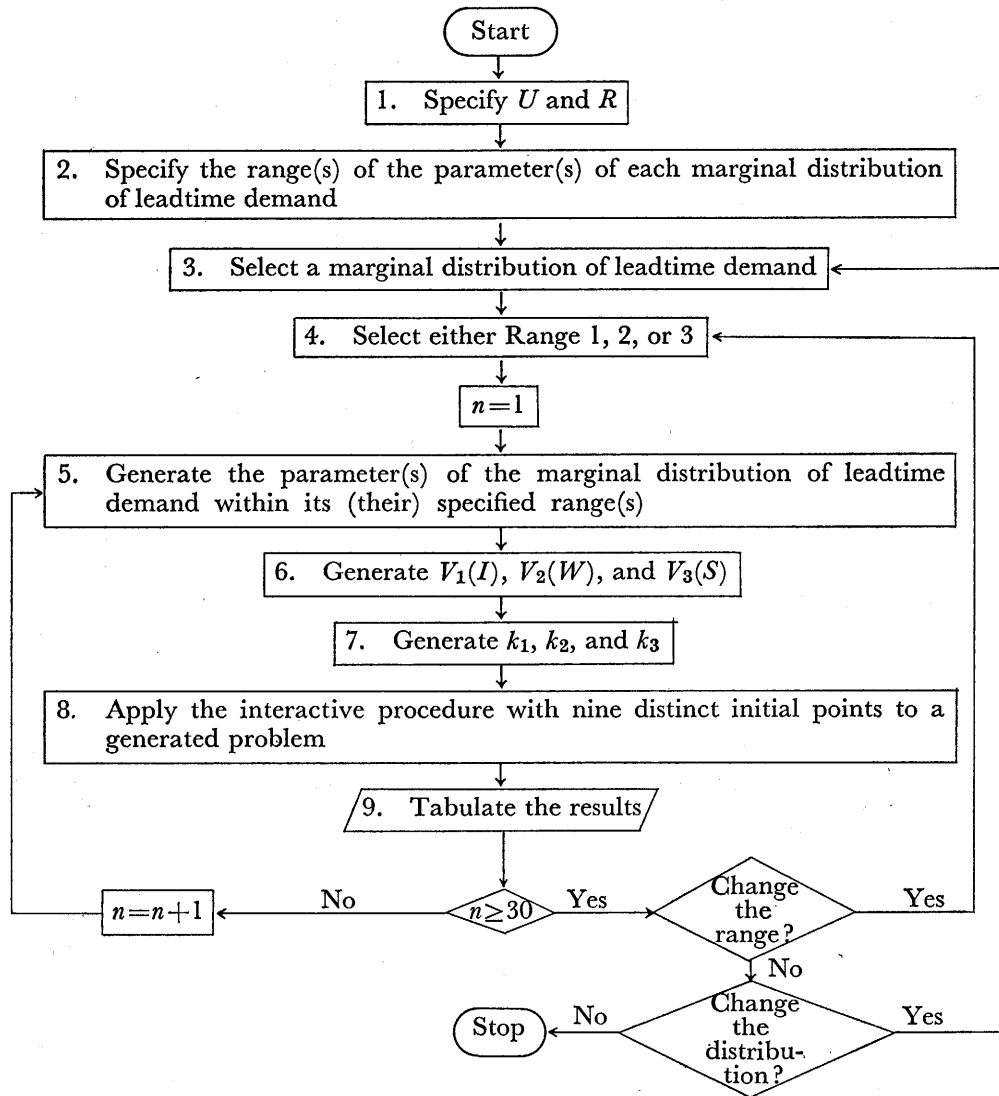 Start
1. Specify U and R
2. Specify the range(s) of the parameter(s) of each marginal distribution
of leadtime demand
3. Select a marginal distribution of leadtime demand
4. Select either Range 1, 2, or 3
n=1
5. Generate the parameter(s) of the marginal distribution of leadtime
demand within its (their) specified range(s)
6. Generate V₁(I), V₂(W), and V₃(S)
7. Generate k₁, k₂, and k₃
8. Apply the interactive procedure with nine distinct initial points to a
generated problem
9. Tabulate the results
n=n+1
No
n≥30
Yes
Change
the
range?
Yes
No
Stop
No
Change
the
distribu-
tion?
Yes